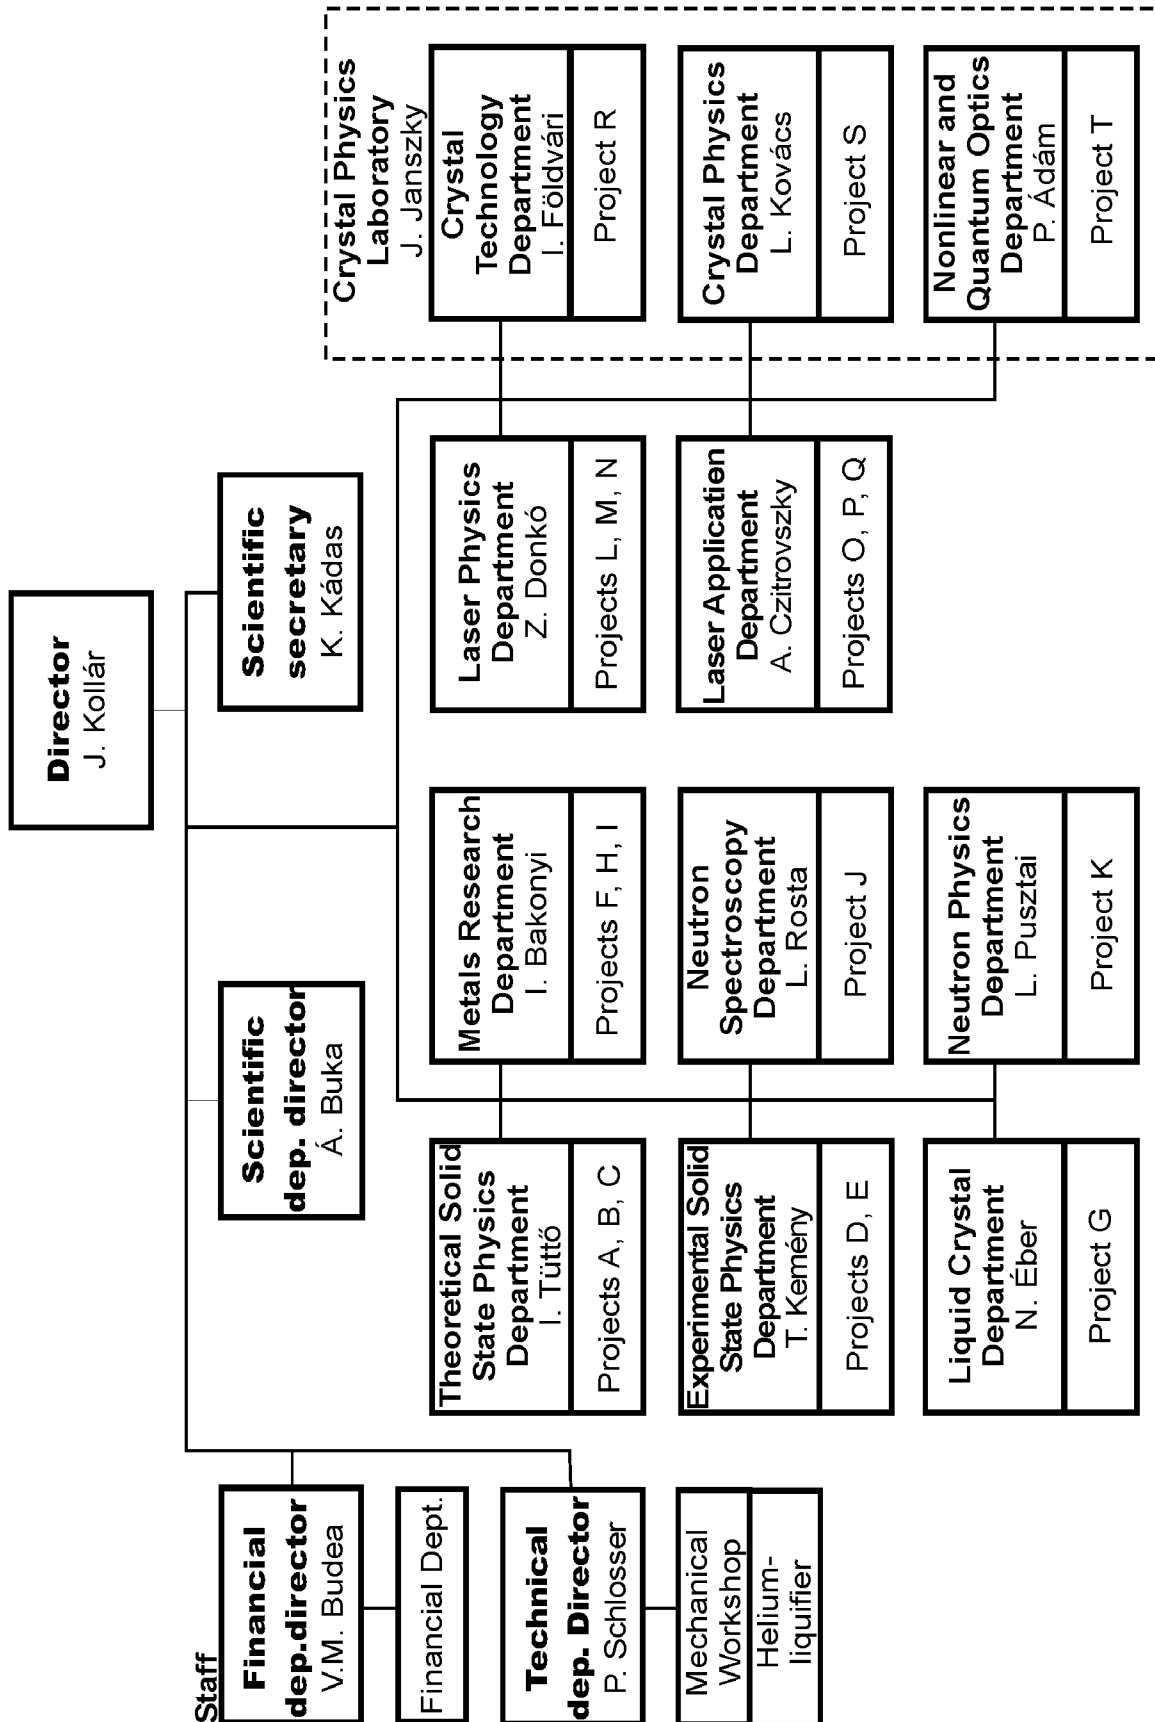 Director
J. Kollár
Staff
Financial
dep.director
V.M. Budea
Scientific
dep. director
Á. Buka
Scientific
secretary
K. Kádas
Financial Dept.
Technical
dep. Director
P. Schlosser
Mechanical
Workshop
Helium-
liquifier
Theoretical Solid
State Physics
Department
I. Tüttő
Projects A, B, C
Metals Research
Department
I. Bakonyi
Projects F, H, I
Laser Physics
Department
Z. Donkó
Projects L, M, N
Crystal Physics
Laboratory
J. Janszky
Crystal
Technology
Department
I. Földvári
Project R
Experimental Solid
State Physics
Department
T. Kemény
Projects D, E
Neutron
Spectroscopy
Department
L. Rosta
Project J
Laser Application
Department
A. Czitrovszky
Projects O, P, Q
Crystal Physics
Department
L. Kovács
Project S
Liquid Crystal
Department
N. Éber
Project G
Neutron Physics
Department
L. Pusztai
Project K
Nonlinear and
Quantum Optics
Department
P. Ádám
Project T